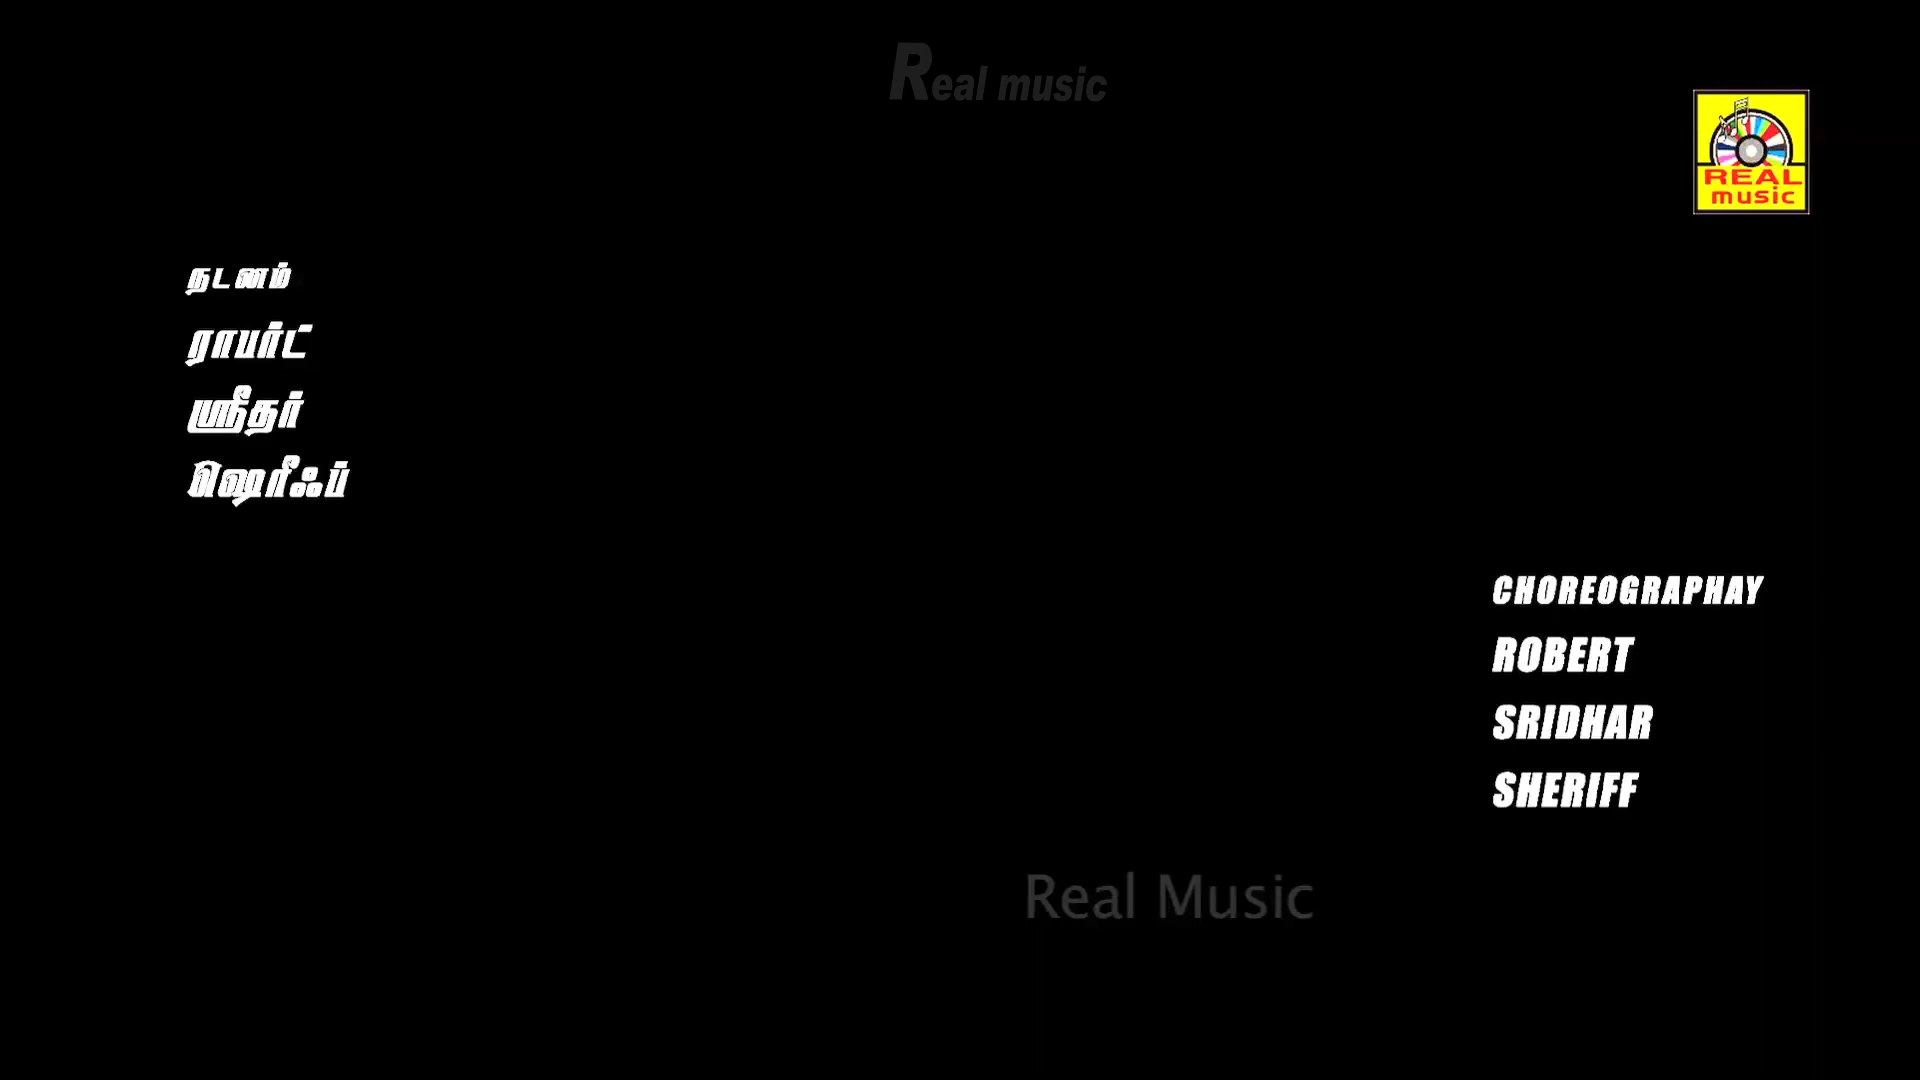 Real music
REAL
music
நடனம்
ராபர்ட்
ஸ்ரீதர்
ஷெரீஃப்
CHOREOGRAPHAY
ROBERT
SRIDHAR
SHERIFF
Real Music